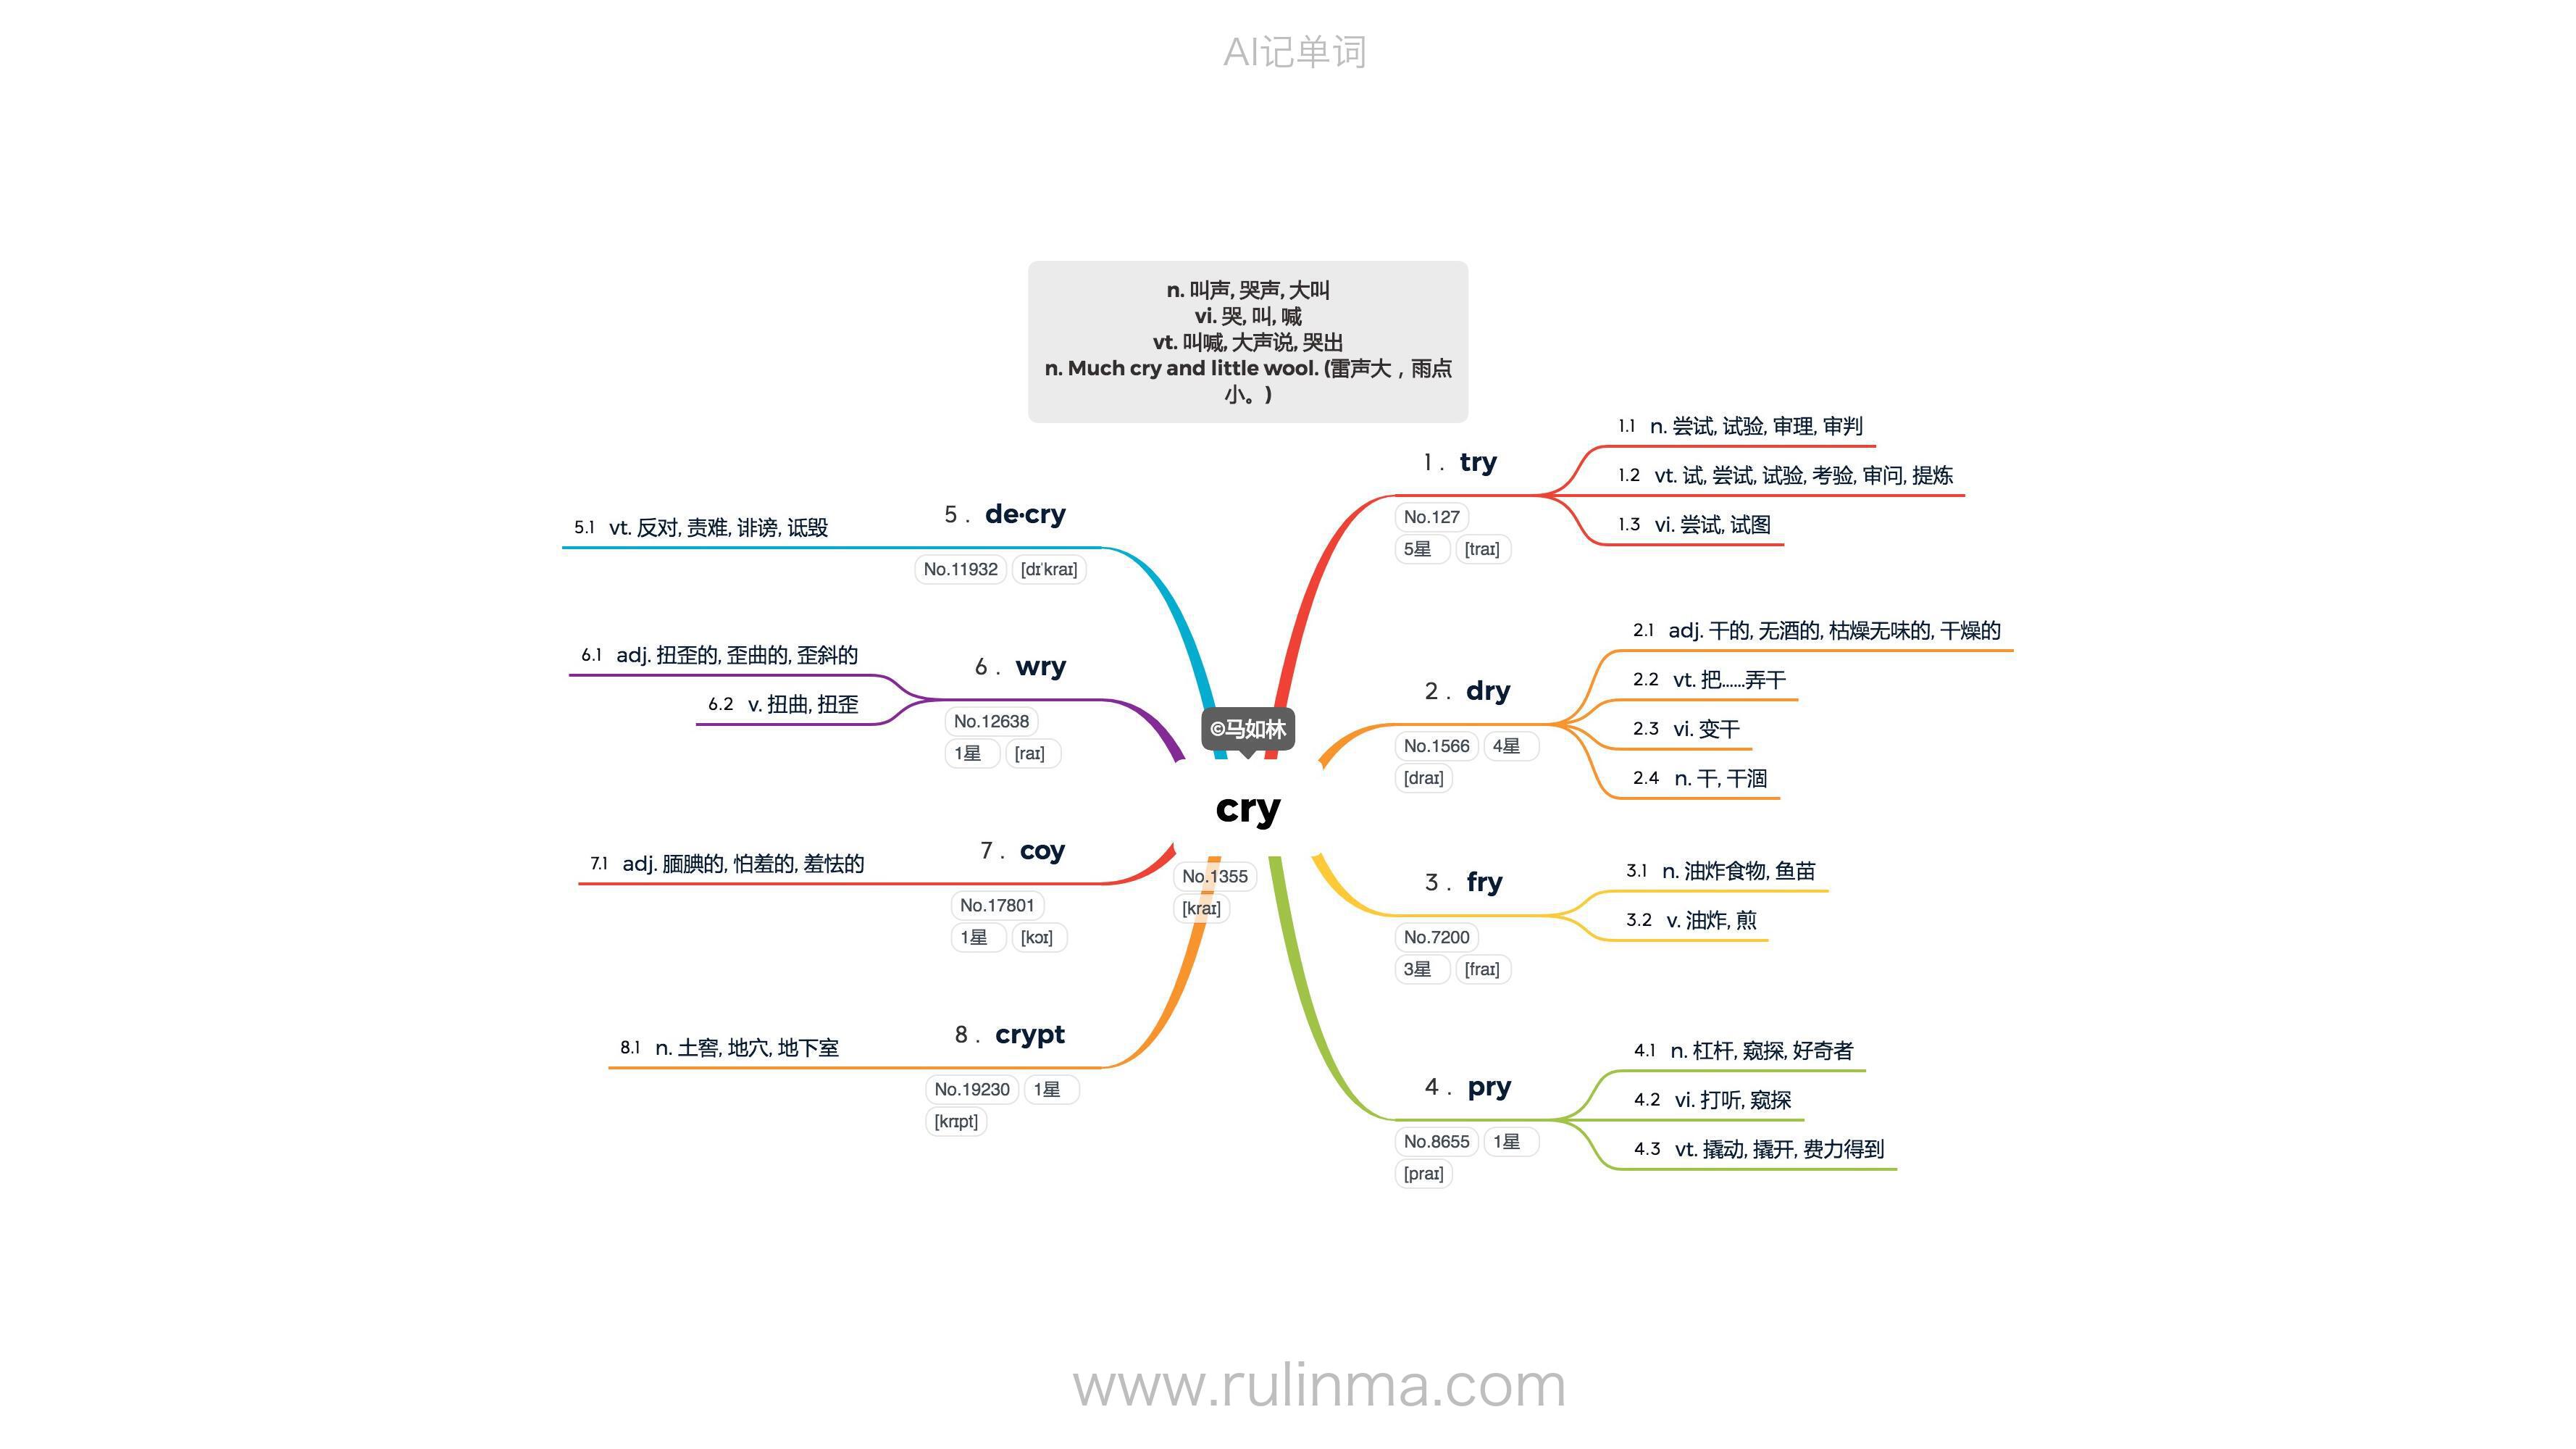 AI记单词
n. 叫声, 哭声, 大叫
vi. 哭, 叫, 喊
vt. 叫喊, 大声说, 哭出
n. Much cry and little wool. (雷声大，雨点
小。)
©马如林
cry
No.1355
[kraɪ]
1. try
No.127
5星 [traɪ]
1.1 n. 尝试, 试验, 审理, 审判
1.2 vt. 试, 尝试, 试验, 考验, 审问, 提炼
1.3 vi. 尝试, 试图
2. dry
No.1566 4星
[draɪ]
2.1 adj. 干的, 无酒的, 枯燥无味的, 干燥的
2.2 vt. 把……弄干
2.3 vi. 变干
2.4 n. 干, 干涸
3. fry
No.7200
3星 [fraɪ]
3.1 n. 油炸食物, 鱼苗
3.2 v. 油炸, 煎
4. pry
No.8655 1星
[praɪ]
4.1 n. 杠杆, 窥探, 好奇者
4.2 vi. 打听, 窥探
4.3 vt. 撬动, 撬开, 费力得到
5. de·cry
No.11932 [dɪˈkraɪ]
5.1 vt. 反对, 责难, 诽谤, 诋毁
6. wry
No.12638
1星 [raɪ]
6.1 adj. 扭歪的, 歪曲的, 歪斜的
6.2 v. 扭曲, 扭歪
7. coy
No.17801
1星 [kɔɪ]
7.1 adj. 腼腆的, 怕羞的, 羞怯的
8. crypt
No.19230 1星
[krɪpt]
8.1 n. 土窖, 地穴, 地下室
www.rulinma.com